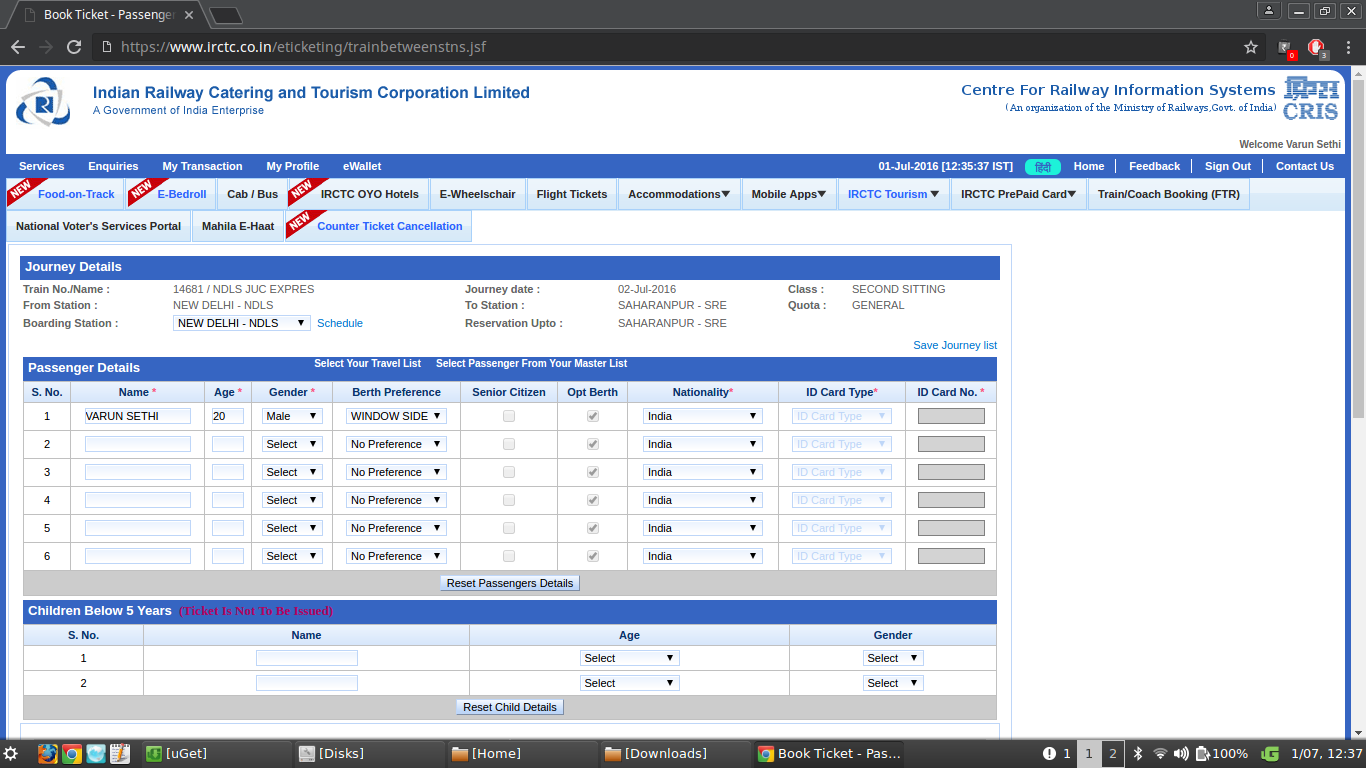 Book Ticket - Passenger
https://www.irctc.co.in/eticketing/trainbetweenstns.jsf
0
3
Indian Railway Catering and Tourism Corporation Limited
A Government of India Enterprise
Centre For Railway Information Systems
(An organization of the Ministry of Railways,Govt. of India)
CRIS
Welcome Varun Sethi
Services Enquiries My Transaction My Profile eWallet 01-Jul-2016 [12:35:37 IST] हिंदी Home Feedback Sign Out Contact Us
NEW Food-on-Track NEW E-Bedroll Cab / Bus NEW IRCTC OYO Hotels E-Wheelschair Flight Tickets Accommodations Mobile Apps IRCTC Tourism IRCTC PrePaid Card Train/Coach Booking (FTR)
National Voter's Services Portal Mahila E-Haat NEW Counter Ticket Cancellation
Journey Details
Train No./Name : 14681 / NDLS JUC EXPRES Journey date : 02-Jul-2016 Class : SECOND SITTING
From Station : NEW DELHI - NDLS To Station : SAHARANPUR - SRE Quota : GENERAL
Boarding Station : NEW DELHI - NDLS Schedule Reservation Upto : SAHARANPUR - SRE
Save Journey list
Passenger Details Select Your Travel List Select Passenger From Your Master List
S. No. Name * Age * Gender * Berth Preference Senior Citizen Opt Berth Nationality* ID Card Type* ID Card No. *
1 VARUN SETHI 20 Male WINDOW SIDE India ID Card Type
2 Select No Preference India ID Card Type
3 Select No Preference India ID Card Type
4 Select No Preference India ID Card Type
5 Select No Preference India ID Card Type
6 Select No Preference India ID Card Type
Reset Passengers Details
Children Below 5 Years (Ticket Is Not To Be Issued)
S. No. Name Age Gender
1 Select Select
2 Select Select
Reset Child Details
[uGet] [Disks] [Home] [Downloads] Book Ticket - Pas... 1 1 2 100% 1/07, 12:37